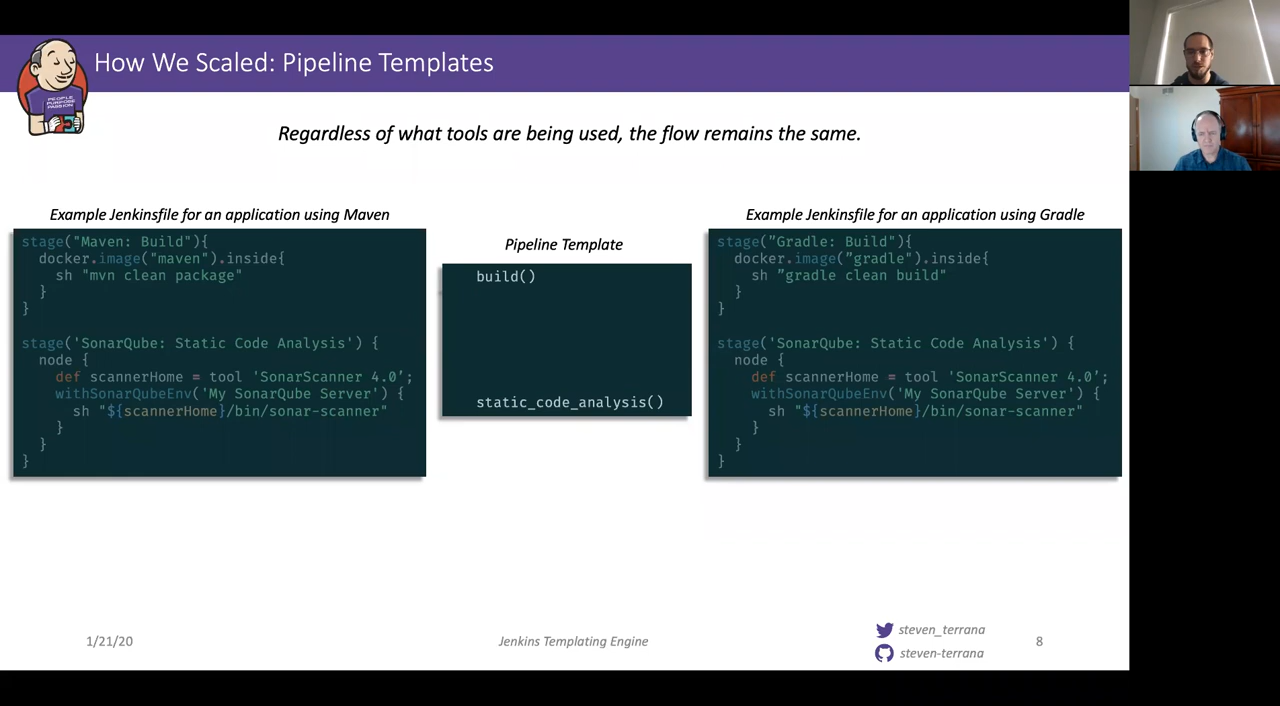 How We Scaled: Pipeline Templates
PEOPLE
PURPOSE
PASSION
Regardless of what tools are being used, the flow remains the same.
Example Jenkinsfile for an application using Maven
stage("Maven: Build"){
docker.image("maven").inside{
sh "mvn clean package"
}
}
stage('SonarQube: Static Code Analysis') {
node {
def scannerHome = tool ‘SonarScanner 4.0’;
withSonarQubeEnv('My SonarQube Server') {
sh "${scannerHome}/bin/sonar-scanner"
}
}
}
Pipeline Template
build()
static_code_analysis()
Example Jenkinsfile for an application using Gradle
stage(”Gradle: Build"){
docker.image(”gradle").inside{
sh ”gradle clean build"
}
}
stage('SonarQube: Static Code Analysis') {
node {
def scannerHome = tool ‘SonarScanner 4.0’;
withSonarQubeEnv('My SonarQube Server') {
sh "${scannerHome}/bin/sonar-scanner"
}
}
}
1/21/20
Jenkins Templating Engine
steven_terrana
steven-terrana
8